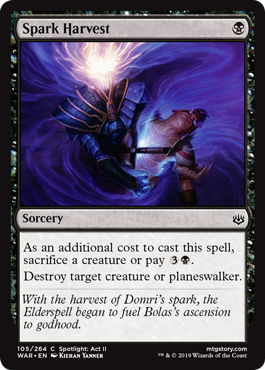 Spark Harvest
Sorcery
As an additional cost to cast this spell,
sacrifice a creature or pay 3.
Destroy target creature or planeswalker.
With the harvest of Domri's spark, the
Elderspell began to fuel Bolas's ascension
to godhood.
105/264 C Spotlight: Act II
mtgstory.com
WAR • EN KIERAN YANNER
™ & © 2019 Wizards of the Coast